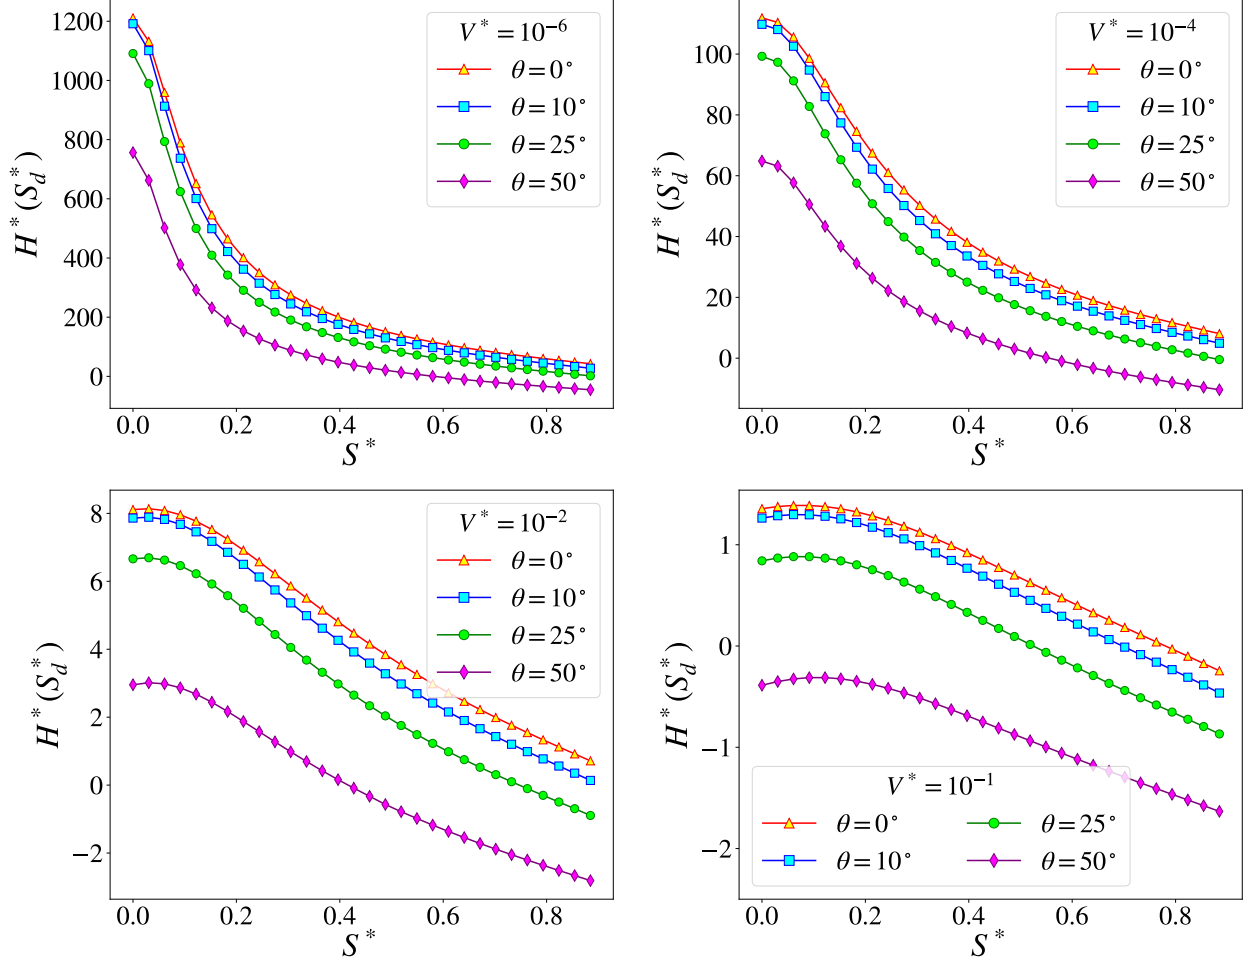 1200
1000
800
600
400
200
0
H*(S_d*)
0.0 0.2 0.4 0.6 0.8
S*
V* = 10⁻⁶
θ = 0°
θ = 10°
θ = 25°
θ = 50°
100
80
60
40
20
0
H*(S_d*)
0.0 0.2 0.4 0.6 0.8
S*
V* = 10⁻⁴
θ = 0°
θ = 10°
θ = 25°
θ = 50°
8
6
4
2
0
−2
H*(S_d*)
0.0 0.2 0.4 0.6 0.8
S*
V* = 10⁻²
θ = 0°
θ = 10°
θ = 25°
θ = 50°
1
0
−1
−2
H*(S_d*)
0.0 0.2 0.4 0.6 0.8
S*
V* = 10⁻¹
θ = 0° θ = 25°
θ = 10° θ = 50°